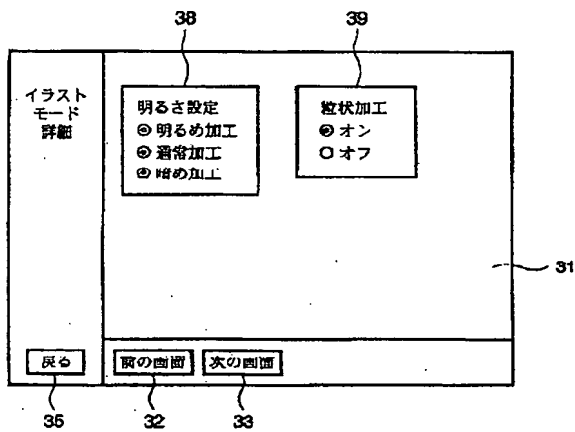 38
39
イラスト
モード
詳細
明るさ設定
明るめ加工
通常加工
暗め加工
粒状加工
オン
オフ
31
戻る
前の画面
次の画面
35
32
33